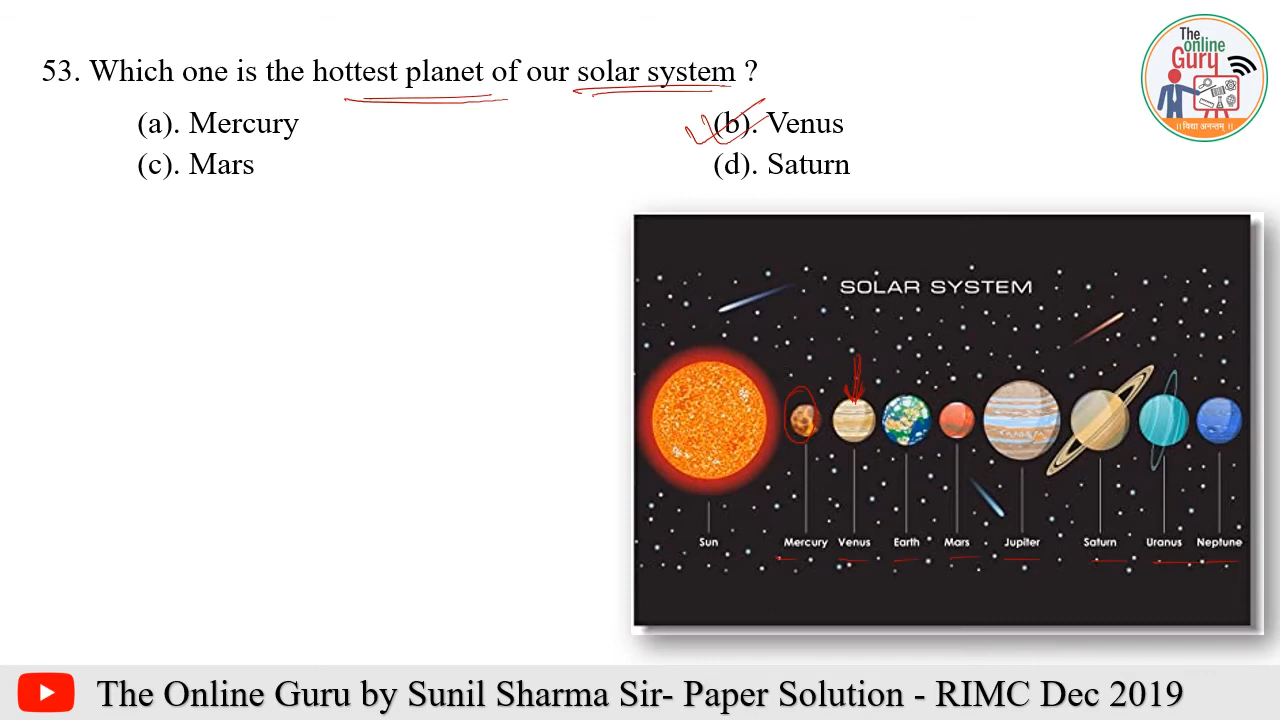 53. Which one is the hottest planet of our solar system ?
(a). Mercury
(b). Venus
(c). Mars
(d). Saturn
The
online
Guru
।। विद्या अनन्तम् ।।
SOLAR SYSTEM
Sun
Mercury
Venus
Earth
Mars
Jupiter
Saturn
Uranus
Neptune
The Online Guru by Sunil Sharma Sir- Paper Solution - RIMC Dec 2019